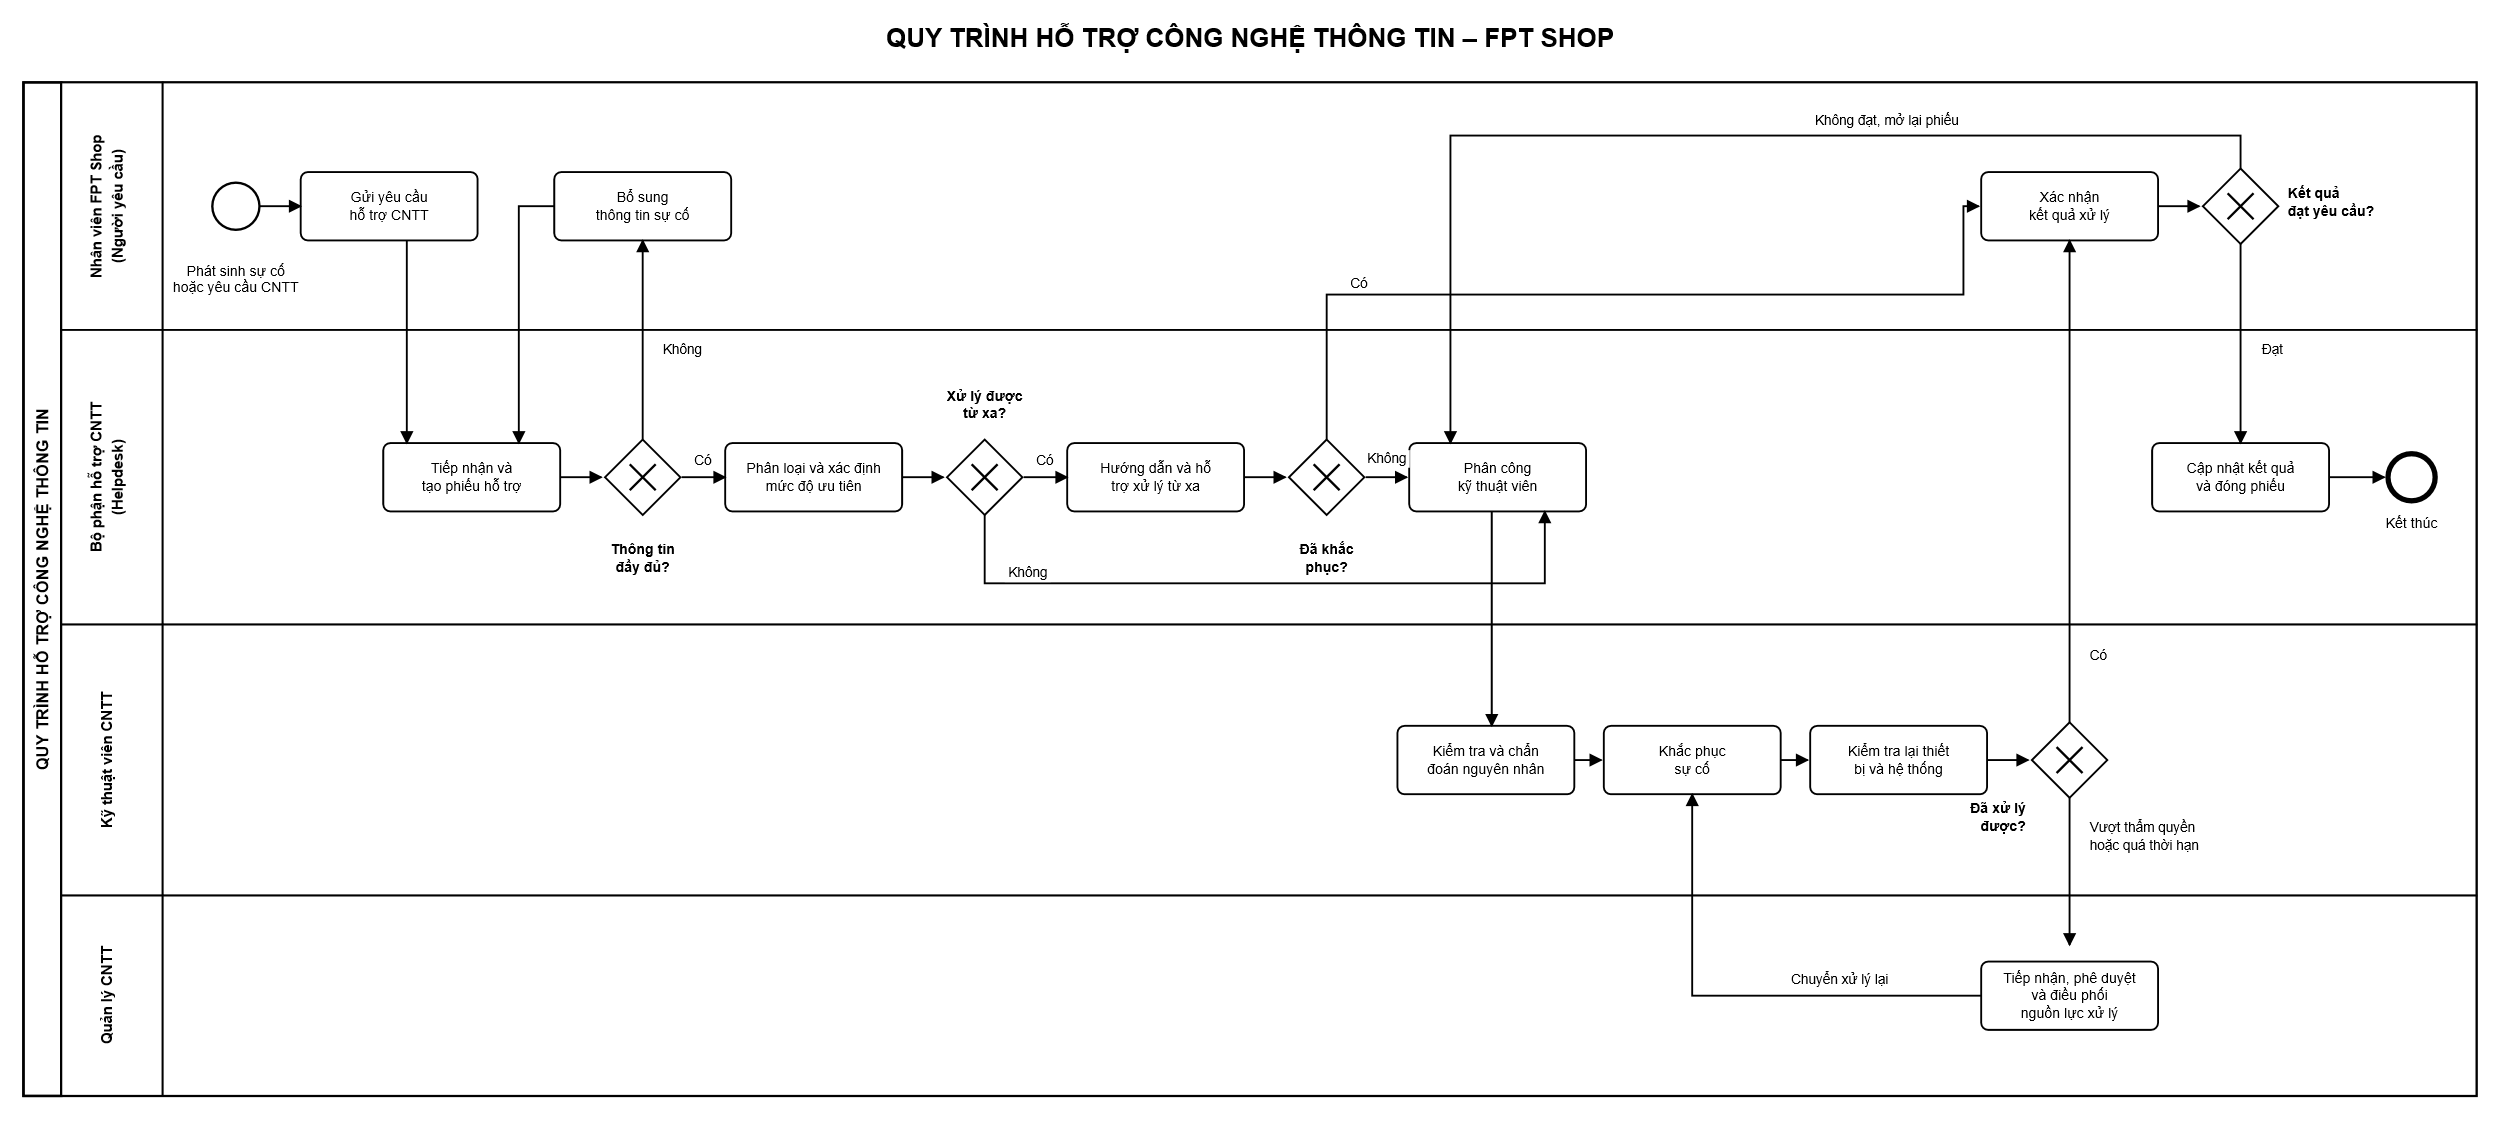 QUY TRÌNH HỖ TRỢ CÔNG NGHỆ THÔNG TIN – FPT SHOP
QUY TRÌNH HỖ TRỢ CÔNG NGHỆ THÔNG TIN
Nhân viên FPT Shop
(Người yêu cầu)
Phát sinh sự cố
hoặc yêu cầu CNTT
Gửi yêu cầu
hỗ trợ CNTT
Bổ sung
thông tin sự cố
Không đạt, mở lại phiếu
Có
Xác nhận
kết quả xử lý
Kết quả
đạt yêu cầu?
Bộ phận hỗ trợ CNTT
(Helpdesk)
Không
Đạt
Tiếp nhận và
tạo phiếu hỗ trợ
Thông tin
đầy đủ?
Có
Phân loại và xác định
mức độ ưu tiên
Xử lý được
từ xa?
Có
Không
Hướng dẫn và hỗ
trợ xử lý từ xa
Đã khắc
phục?
Không
Phân công
kỹ thuật viên
Cập nhật kết quả
và đóng phiếu
Kết thúc
Kỹ thuật viên CNTT
Có
Kiểm tra và chẩn
đoán nguyên nhân
Khắc phục
sự cố
Kiểm tra lại thiết
bị và hệ thống
Đã xử lý
được?
Vượt thẩm quyền
hoặc quá thời hạn
Quản lý CNTT
Chuyển xử lý lại
Tiếp nhận, phê duyệt
và điều phối
nguồn lực xử lý